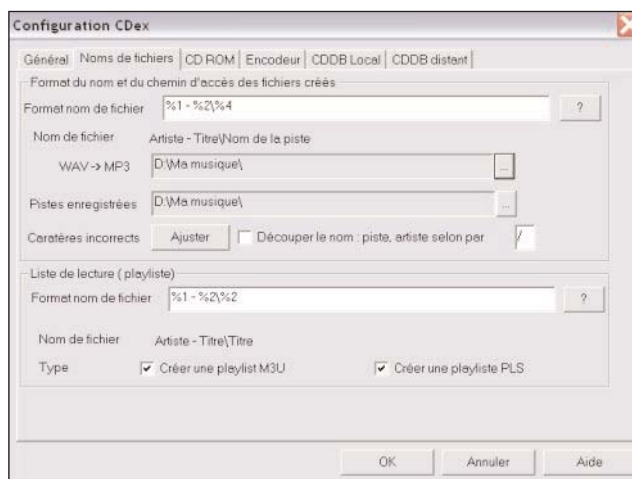 Configuration CDex
Général Noms de fichiers CD ROM Encodeur CDDB Local CDDB distant
Format du nom et du chemin d'accès des fichiers créés
Format nom de fichier %1 - %2\%4 ?
Nom de fichier Artiste - Titre\Nom de la piste
WAV -> MP3 D:\Ma musique\ ...
Pistes enregistrées D:\Ma musique\ ...
Caratères incorrects Ajuster Découper le nom : piste, artiste selon par /
Liste de lecture ( playliste)
Format nom de fichier %1 - %2\%2 ?
Nom de fichier Artiste - Titre\Titre
Type Créer une playlist M3U Créer une playliste PLS
OK Annuler Aide